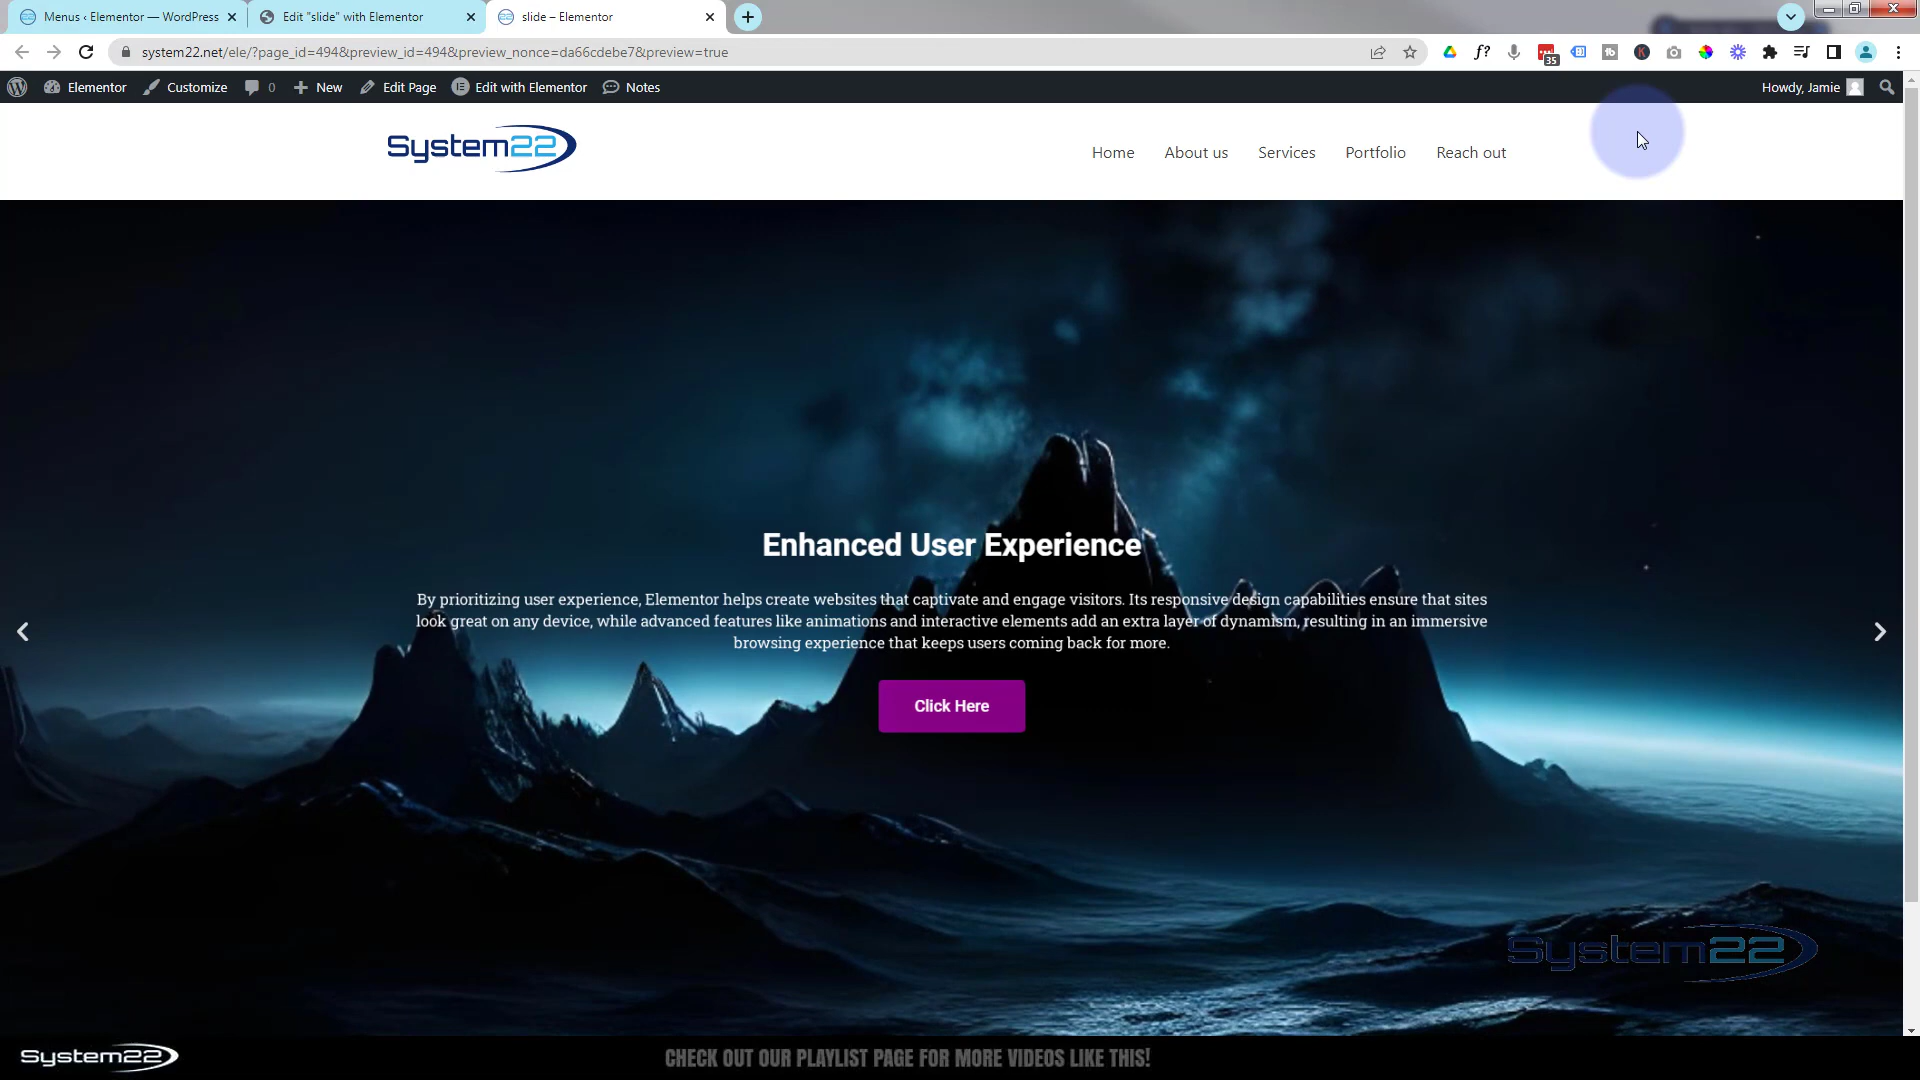 Menus ‹ Elementor — WordPress
Edit "slide" with Elementor
slide – Elementor
system22.net/ele/?page_id=494&preview_id=494&preview_nonce=da66cdebe7&preview=true
f?
35
Elementor
Customize
0
New
Edit Page
Edit with Elementor
Notes
Howdy, Jamie
System22
Home
About us
Services
Portfolio
Reach out
Enhanced User Experience
By prioritizing user experience, Elementor helps create websites that captivate and engage visitors. Its responsive design capabilities ensure that sites
look great on any device, while advanced features like animations and interactive elements add an extra layer of dynamism, resulting in an immersive
browsing experience that keeps users coming back for more.
Click Here
System22
System22
CHECK OUT OUR PLAYLIST PAGE FOR MORE VIDEOS LIKE THIS!